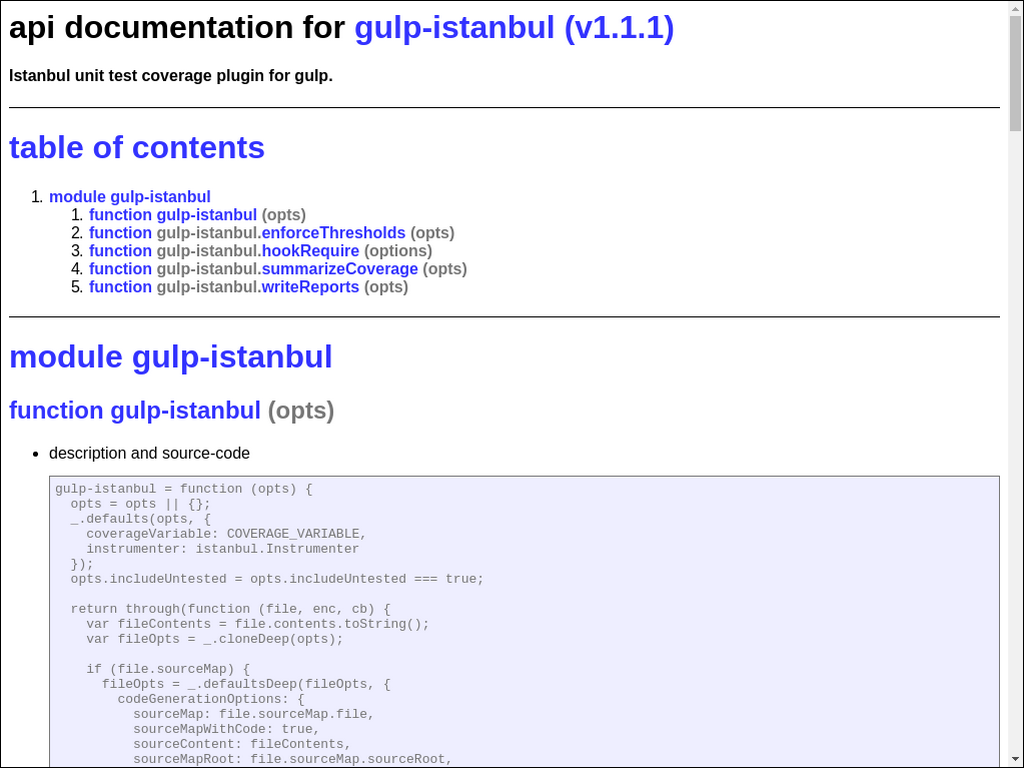 api documentation for gulp-istanbul (v1.1.1)
Istanbul unit test coverage plugin for gulp.
table of contents
1. module gulp-istanbul
1. function gulp-istanbul (opts)
2. function gulp-istanbul.enforceThresholds (opts)
3. function gulp-istanbul.hookRequire (options)
4. function gulp-istanbul.summarizeCoverage (opts)
5. function gulp-istanbul.writeReports (opts)
module gulp-istanbul
function gulp-istanbul (opts)
• description and source-code
gulp-istanbul = function (opts) {
  opts = opts || {};
  _.defaults(opts, {
    coverageVariable: COVERAGE_VARIABLE,
    instrumenter: istanbul.Instrumenter
  });
  opts.includeUntested = opts.includeUntested === true;
  return through(function (file, enc, cb) {
    var fileContents = file.contents.toString();
    var fileOpts = _.cloneDeep(opts);
    if (file.sourceMap) {
      fileOpts = _.defaultsDeep(fileOpts, {
        codeGenerationOptions: {
          sourceMap: file.sourceMap.file,
          sourceMapWithCode: true,
          sourceContent: fileContents,
          sourceMapRoot: file.sourceMap.sourceRoot,